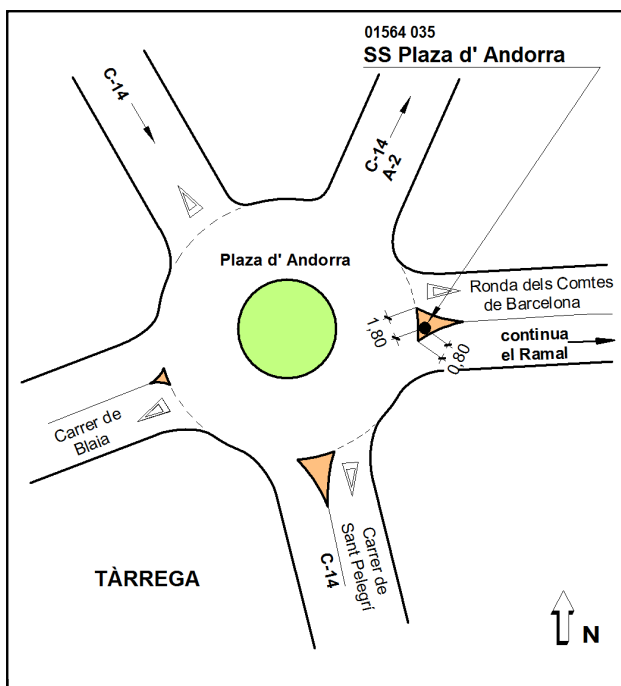 01564 035
SS Plaza d' Andorra
C-14
C-14
A-2
Plaza d' Andorra
Ronda dels Comtes
de Barcelona
1,80
0,80
continua
el Ramal
Carrer de
Blaia
C-14
Carrer de
Sant Pelegrí
TÀRREGA
N